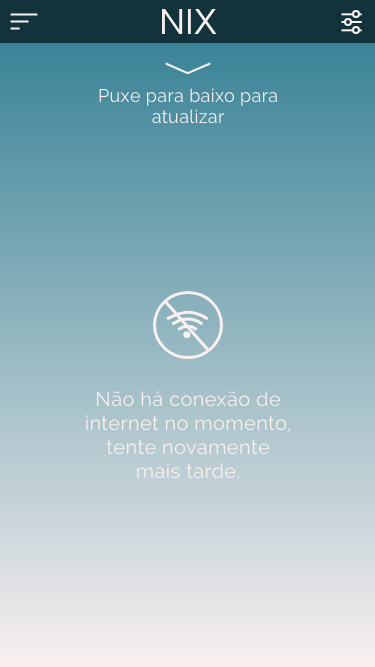 NIX
Puxe para baixo para
atualizar
Não há conexão de
internet no momento,
tente novamente
mais tarde.